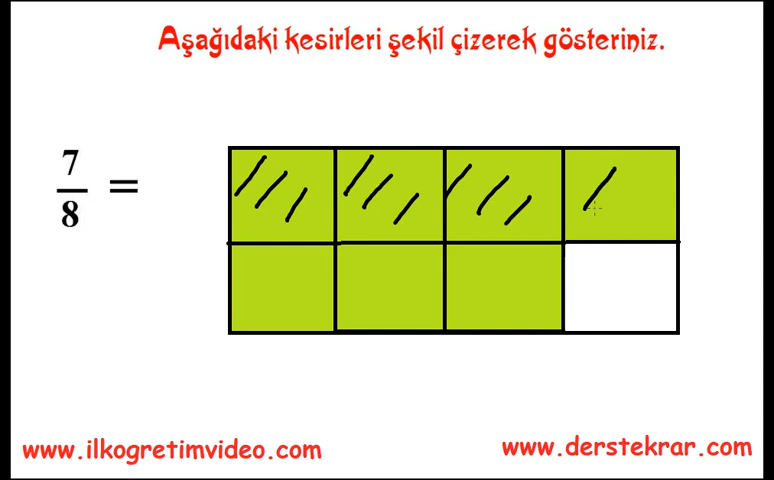 Aşağıdaki kesirleri şekil çizerek gösteriniz.
7
8 =
www.ilkogretimvideo.com
www.derstekrar.com